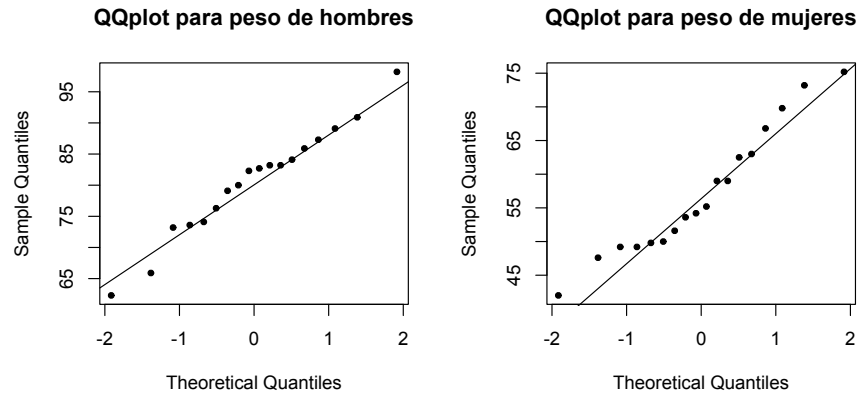 QQplot para peso de hombres
Sample Quantiles
95
85
75
65
-2 -1 0 1 2
Theoretical Quantiles
QQplot para peso de mujeres
Sample Quantiles
75
65
55
45
-2 -1 0 1 2
Theoretical Quantiles